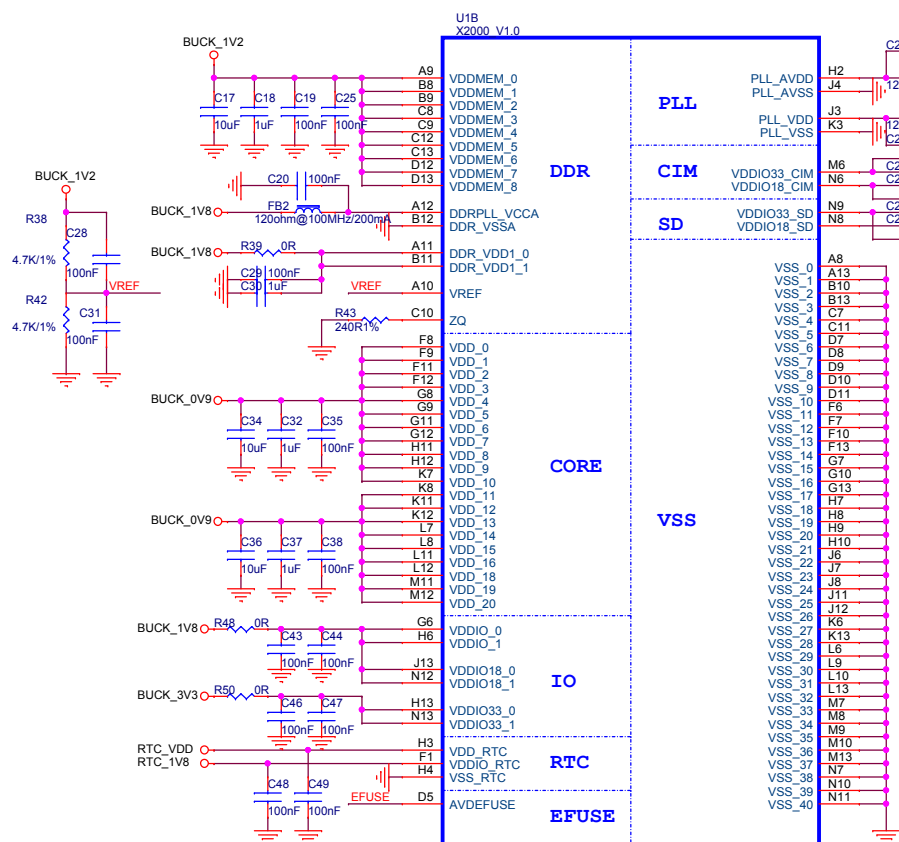 U1B
X2000_V1.0
BUCK_1V2
C17
10uF
C18
1uF
C19
100nF
C25
100nF
A9 VDDMEM_0
B8 VDDMEM_1
B9 VDDMEM_2
C8 VDDMEM_3
C9 VDDMEM_4
C12 VDDMEM_5
C13 VDDMEM_6
D12 VDDMEM_7
D13 VDDMEM_8
DDR
C20 100nF
BUCK_1V8
FB2
120ohm@100MHz/200mA
A12 DDRPLL_VCCA
B12 DDR_VSSA
BUCK_1V8
R39 0R
A11 DDR_VDD1_0
B11 DDR_VDD1_1
C29 100nF
C30 1uF
VREF
A10 VREF
R43
240R1%
C10 ZQ
BUCK_1V2
R38
4.7K/1%
C28
100nF
VREF
R42
4.7K/1%
C31
100nF
F8 VDD_0
F9 VDD_1
F11 VDD_2
F12 VDD_3
G8 VDD_4
G9 VDD_5
G11 VDD_6
G12 VDD_7
H11 VDD_8
H12 VDD_9
K7 VDD_10
K8 VDD_11
K11 VDD_12
K12 VDD_13
L7 VDD_14
L8 VDD_15
L11 VDD_16
L12 VDD_18
M11 VDD_19
M12 VDD_20
CORE
BUCK_0V9
C34
10uF
C32
1uF
C35
100nF
BUCK_0V9
C36
10uF
C37
1uF
C38
100nF
BUCK_1V8
R48 0R
C43
100nF
C44
100nF
G6 VDDIO_0
H6 VDDIO_1
J13 VDDIO18_0
N12 VDDIO18_1
IO
BUCK_3V3
R50 0R
C46
100nF
C47
100nF
H13 VDDIO33_0
N13 VDDIO33_1
RTC_VDD
RTC_1V8
H3 VDD_RTC
F1 VDDIO_RTC
H4 VSS_RTC
RTC
C48
100nF
C49
100nF
EFUSE
D5 AVDEFUSE
EFUSE
PLL
PLL_AVDD H2
PLL_AVSS J4
PLL_VDD J3
PLL_VSS K3
CIM
VDDIO33_CIM M6
VDDIO18_CIM N6
SD
VDDIO33_SD N9
VDDIO18_SD N8
VSS
VSS_0 A8
VSS_1 A13
VSS_2 B10
VSS_3 B13
VSS_4 C7
VSS_5 C11
VSS_6 D7
VSS_7 D8
VSS_8 D9
VSS_9 D10
VSS_10 D11
VSS_11 F6
VSS_12 F7
VSS_13 F10
VSS_14 F13
VSS_15 G7
VSS_16 G10
VSS_17 G13
VSS_18 H7
VSS_19 H8
VSS_20 H9
VSS_21 H10
VSS_22 J6
VSS_23 J7
VSS_24 J8
VSS_25 J11
VSS_26 J12
VSS_27 K6
VSS_28 K13
VSS_29 L6
VSS_30 L9
VSS_31 L10
VSS_32 L13
VSS_33 M7
VSS_34 M8
VSS_35 M9
VSS_36 M10
VSS_37 M13
VSS_38 N7
VSS_39 N10
VSS_40 N11